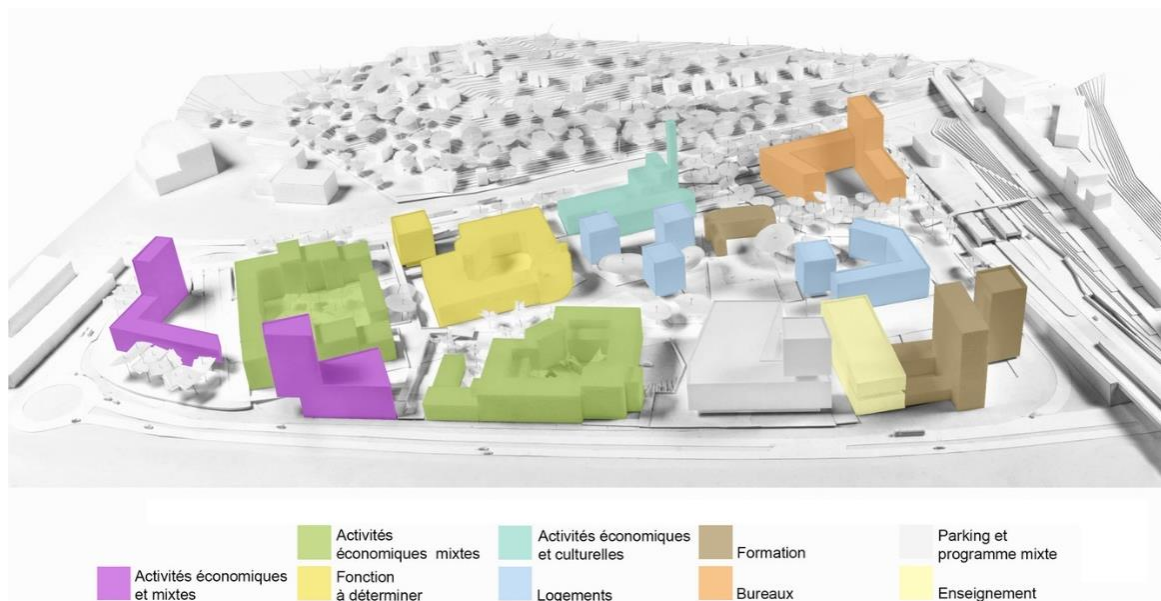 Activités
économiques mixtes
Activités économiques
et culturelles
Formation
Parking et
programme mixte
Activités économiques
et mixtes
Fonction
à déterminer
Logements
Bureaux
Enseignement